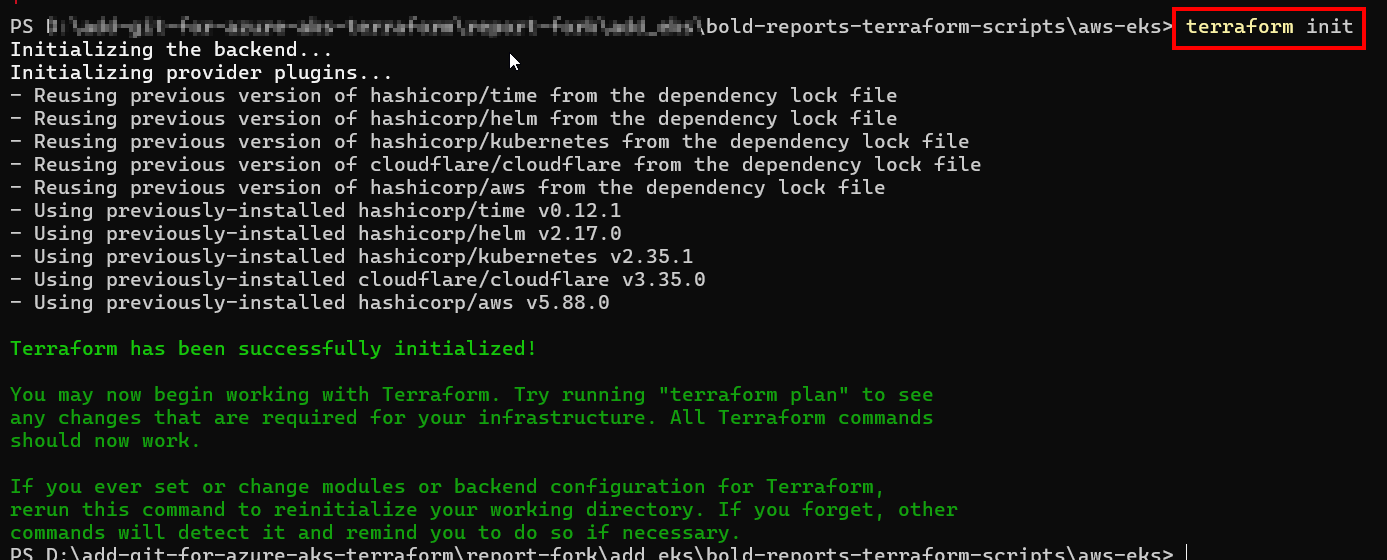 PS D:\add-git-for-azure-aks-terraform\report-fork\add_eks\bold-reports-terraform-scripts\aws-eks> terraform init
Initializing the backend...
Initializing provider plugins...
- Reusing previous version of hashicorp/time from the dependency lock file
- Reusing previous version of hashicorp/helm from the dependency lock file
- Reusing previous version of hashicorp/kubernetes from the dependency lock file
- Reusing previous version of cloudflare/cloudflare from the dependency lock file
- Reusing previous version of hashicorp/aws from the dependency lock file
- Using previously-installed hashicorp/time v0.12.1
- Using previously-installed hashicorp/helm v2.17.0
- Using previously-installed hashicorp/kubernetes v2.35.1
- Using previously-installed cloudflare/cloudflare v3.35.0
- Using previously-installed hashicorp/aws v5.88.0
Terraform has been successfully initialized!
You may now begin working with Terraform. Try running "terraform plan" to see
any changes that are required for your infrastructure. All Terraform commands
should now work.
If you ever set or change modules or backend configuration for Terraform,
rerun this command to reinitialize your working directory. If you forget, other
commands will detect it and remind you to do so if necessary.
PS D:\add-git-for-azure-aks-terraform\report-fork\add_eks\bold-reports-terraform-scripts\aws-eks>